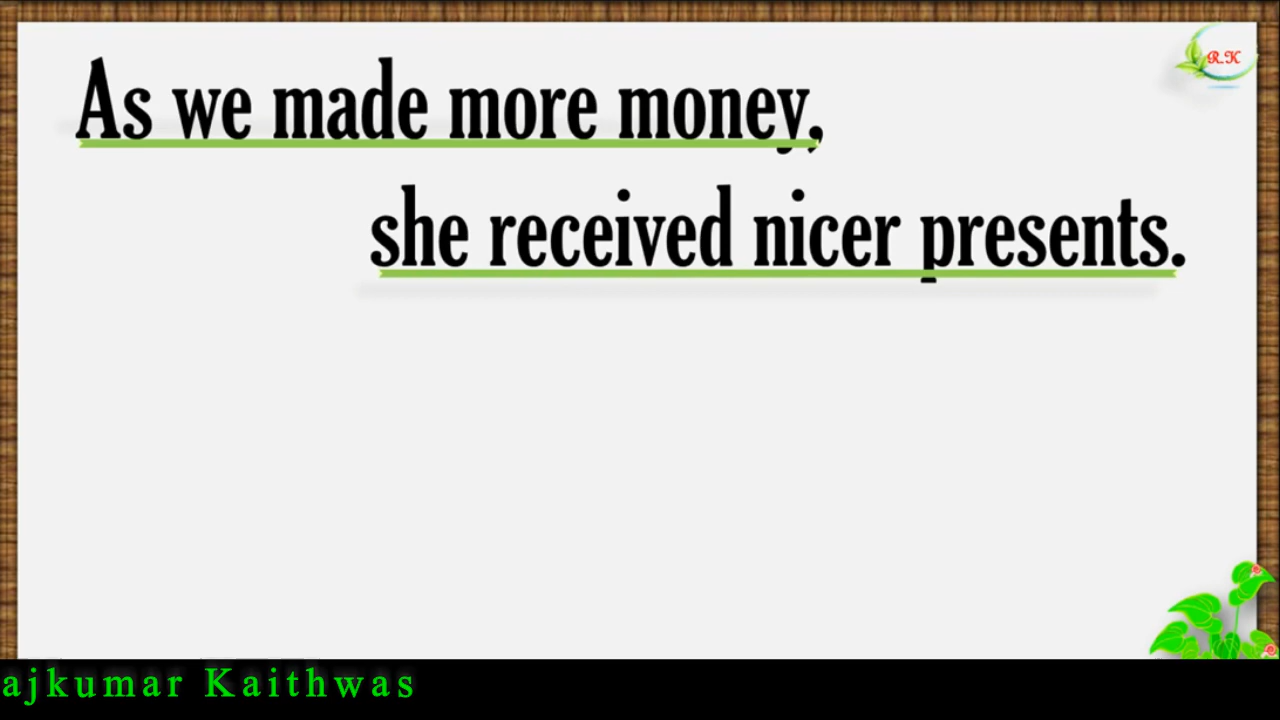 As we made more money,
she received nicer presents.
R.K
ajkumar Kaithwas